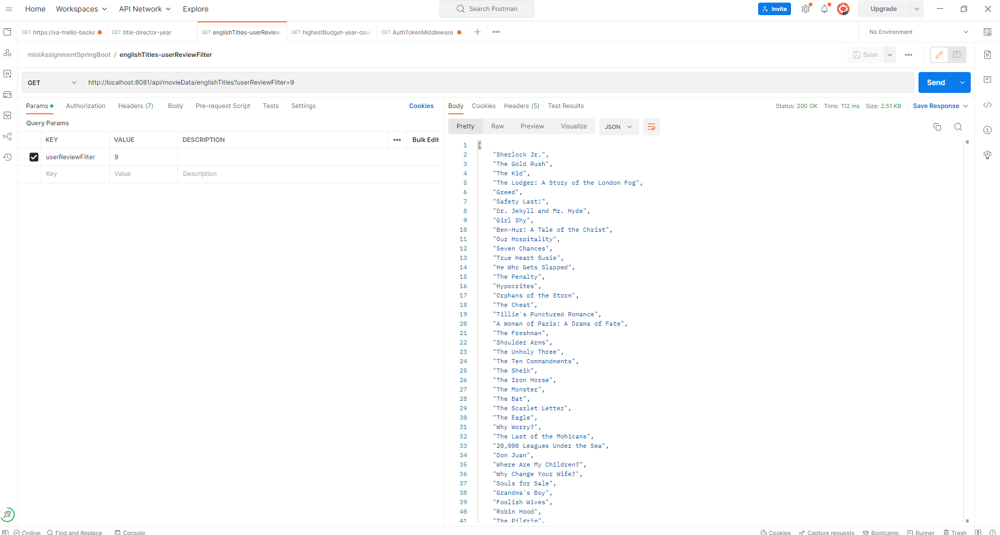 Home Workspaces API Network Explore Search Postman Invite Upgrade
GET https://va-trellis-backe GET title-director-year GET englishTitles-userReview GET highestBudget-year-cour GET AuthTokenMiddleware No Environment
miniAssignmentSpringBoot / englishTitles-userReviewFilter Save
GET http://localhost:8081/api/movieData/englishTitles?userReviewFilter=9 Send
Params Authorization Headers (7) Body Pre-request Script Tests Settings Cookies
Query Params
KEY VALUE DESCRIPTION Bulk Edit
userReviewFilter 9
Key Value Description
Body Cookies Headers (5) Test Results Status: 200 OK Time: 112 ms Size: 2.51 KB Save Response
Pretty Raw Preview Visualize JSON
1 [
2 "Sherlock Jr.",
3 "The Gold Rush",
4 "The Kid",
5 "The Lodger: A Story of the London Fog",
6 "Greed",
7 "Safety Last!",
8 "Dr. Jekyll and Mr. Hyde",
9 "Girl Shy",
10 "Ben-Hur: A Tale of the Christ",
11 "Our Hospitality",
12 "Seven Chances",
13 "True Heart Susie",
14 "He Who Gets Slapped",
15 "The Penalty",
16 "Hypocrites",
17 "Orphans of the Storm",
18 "The Cheat",
19 "Tillie's Punctured Romance",
20 "A Woman of Paris: A Drama of Fate",
21 "The Freshman",
22 "Shoulder Arms",
23 "The Unholy Three",
24 "The Ten Commandments",
25 "The Sheik",
26 "The Iron Horse",
27 "The Monster",
28 "The Bat",
29 "The Scarlet Letter",
30 "The Eagle",
31 "Why Worry?",
32 "The Last of the Mohicans",
33 "20,000 Leagues Under the Sea",
34 "Don Juan",
35 "Where Are My Children?",
36 "Why Change Your Wife?",
37 "Souls for Sale",
38 "Grandma's Boy",
39 "Foolish Wives",
40 "Robin Hood",
41 "The Pilgrim",
Online Find and Replace Console Cookies Capture requests Bootcamp Runner Trash